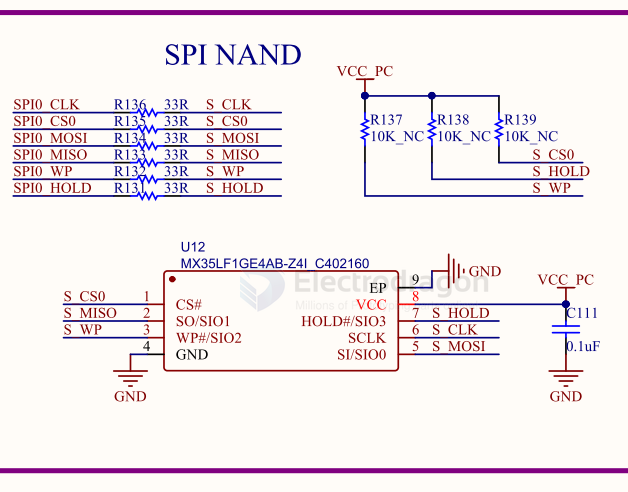 SPI NAND
VCC_PC
SPI0_CLK R136 33R S_CLK
SPI0_CS0 R135 33R S_CS0
SPI0_MOSI R134 33R S_MOSI
SPI0_MISO R133 33R S_MISO
SPI0_WP R132 33R S_WP
SPI0_HOLD R131 33R S_HOLD
R137 R138 R139
10K_NC 10K_NC 10K_NC
S_CS0
S_HOLD
S_WP
U12
MX35LF1GE4AB-Z4I_C402160
Electrodragon
Millions of
EP 9 GND
S_CS0 1 CS# VCC 8
S_MISO 2 SO/SIO1 HOLD#/SIO3 7 S_HOLD
S_WP 3 WP#/SIO2 SCLK 6 S_CLK
4 GND SI/SIO0 5 S_MOSI
GND
VCC_PC
C111
0.1uF
GND